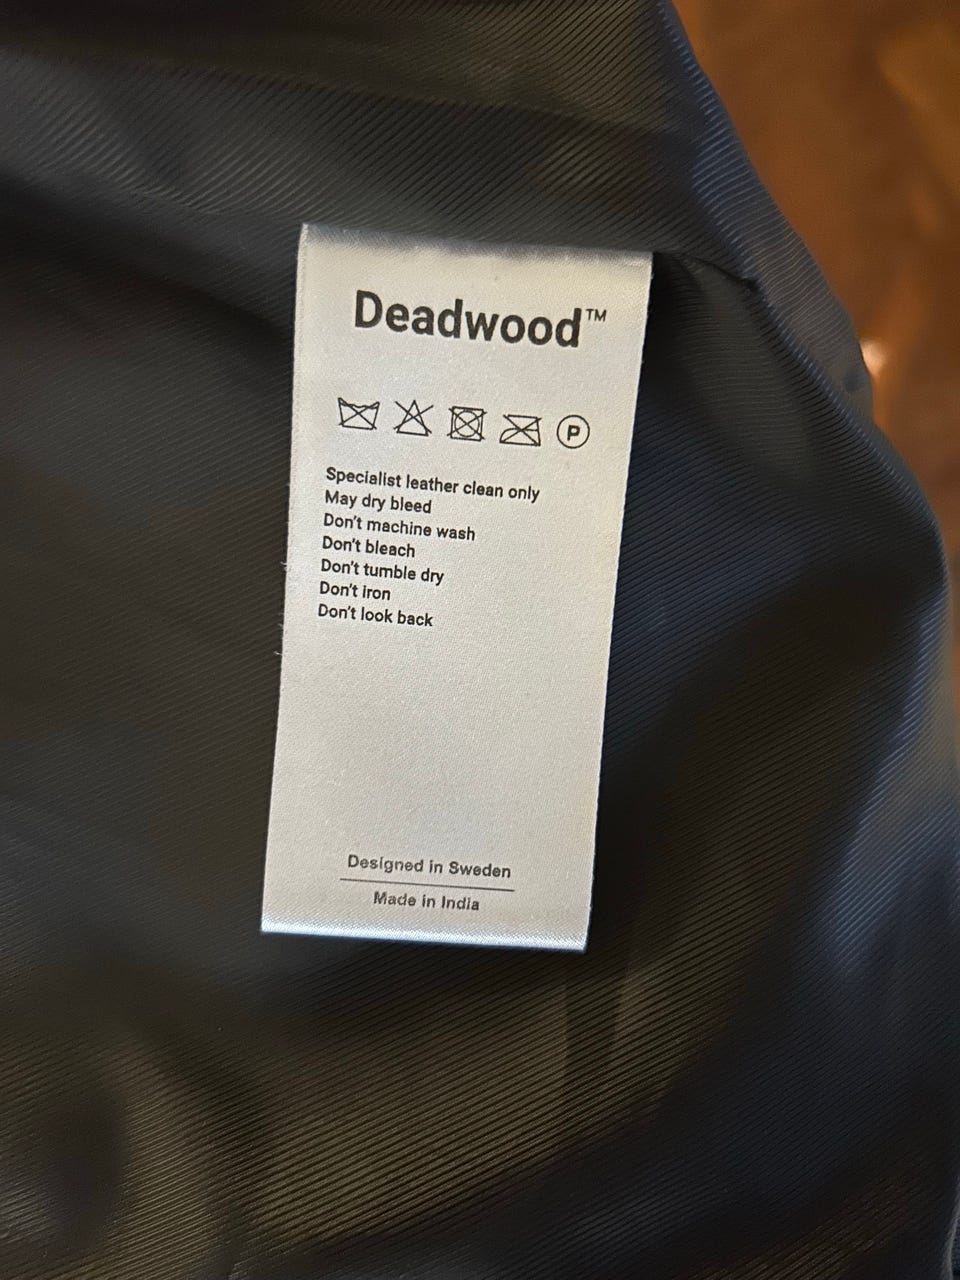 Deadwood™
P
Specialist leather clean only
May dry bleed
Don't machine wash
Don't bleach
Don't tumble dry
Don't iron
Don't look back
Designed in Sweden
Made in India